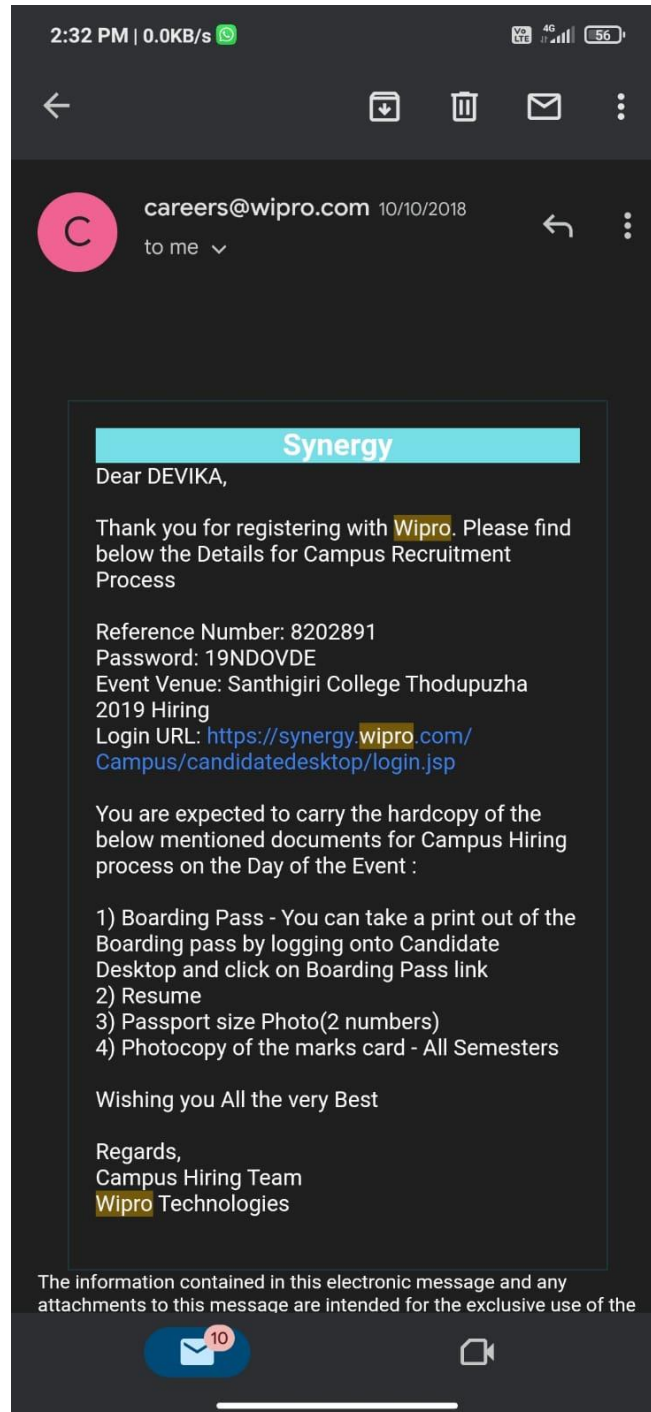 2:32 PM | 0.0KB/s
Vo LTE 4G 56
C
careers@wipro.com 10/10/2018
to me
Synergy
Dear DEVIKA,
Thank you for registering with Wipro. Please find
below the Details for Campus Recruitment
Process
Reference Number: 8202891
Password: 19NDOVDE
Event Venue: Santhigiri College Thodupuzha
2019 Hiring
Login URL: https://synergy.wipro.com/
Campus/candidatedesktop/login.jsp
You are expected to carry the hardcopy of the
below mentioned documents for Campus Hiring
process on the Day of the Event :
1) Boarding Pass - You can take a print out of the
Boarding pass by logging onto Candidate
Desktop and click on Boarding Pass link
2) Resume
3) Passport size Photo(2 numbers)
4) Photocopy of the marks card - All Semesters
Wishing you All the very Best
Regards,
Campus Hiring Team
Wipro Technologies
The information contained in this electronic message and any
attachments to this message are intended for the exclusive use of the
10